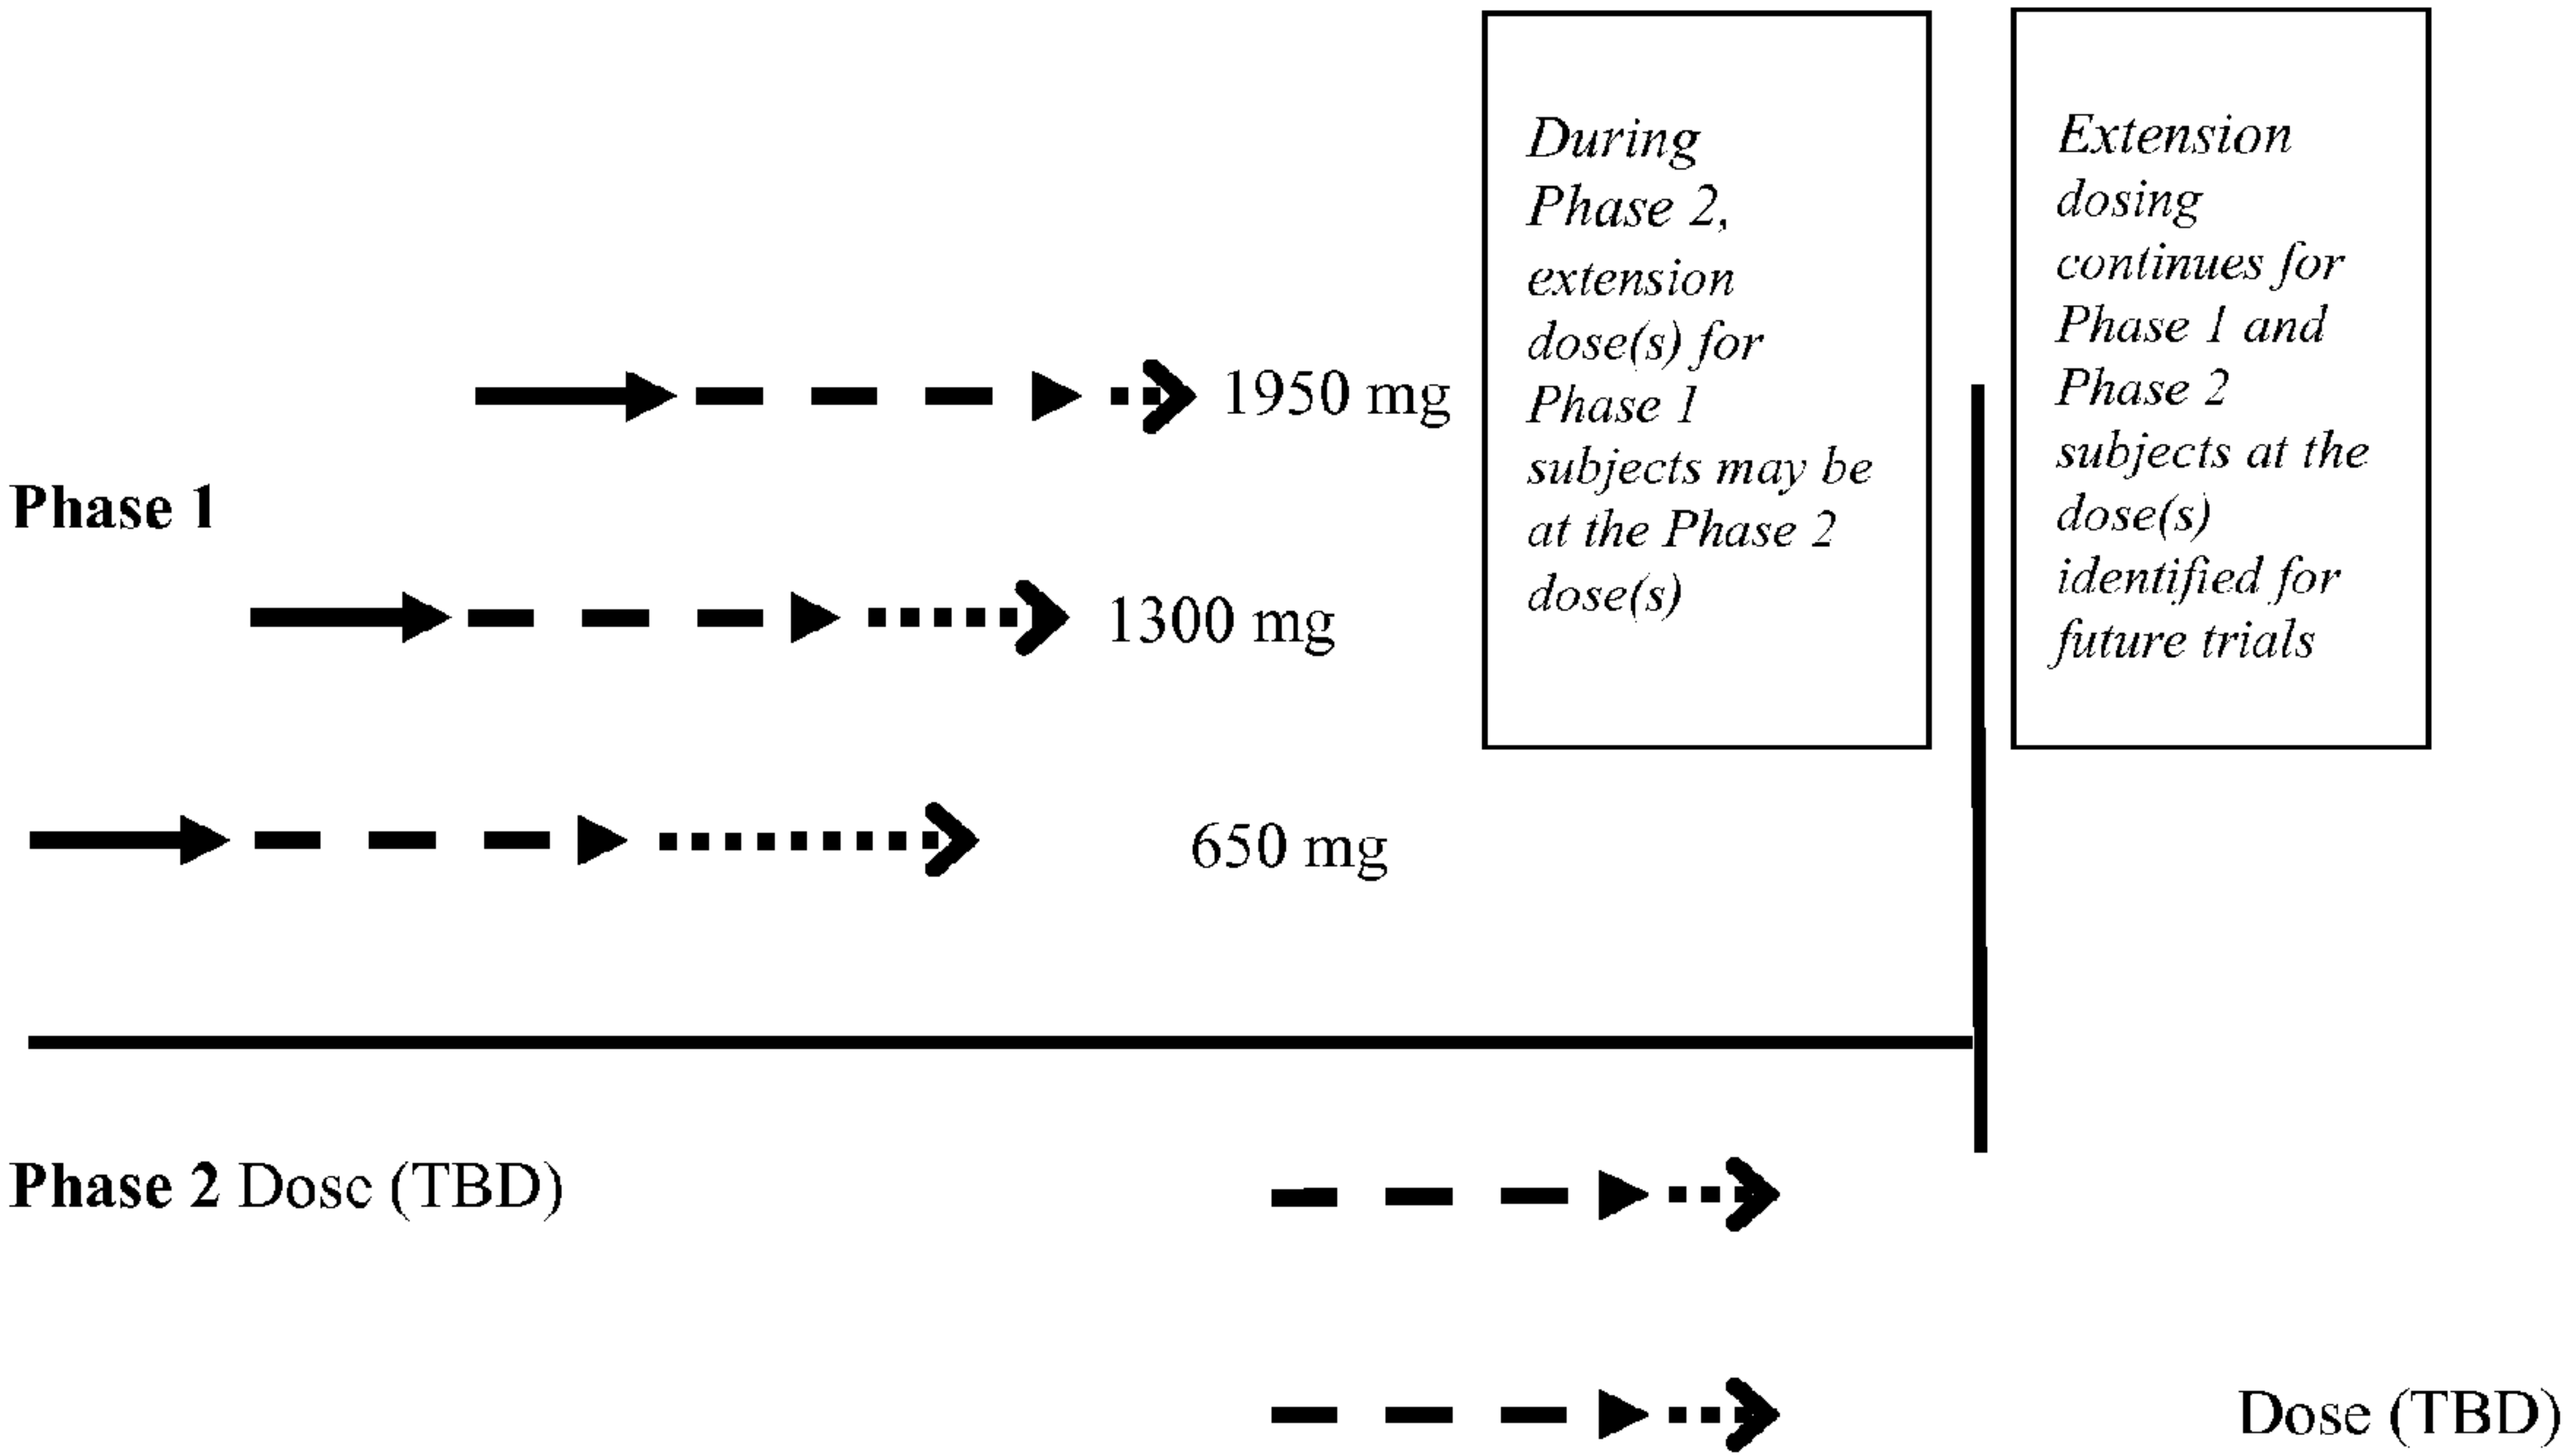 During
Phase 2,
extension
dose(s) for
Phase 1
subjects may be
at the Phase 2
dose(s)
Extension
dosing
continues for
Phase 1 and
Phase 2
subjects at the
dose(s)
identified for
future trials
1950 mg
Phase 1
1300 mg
650 mg
Phase 2 Dose (TBD)
Dose (TBD)